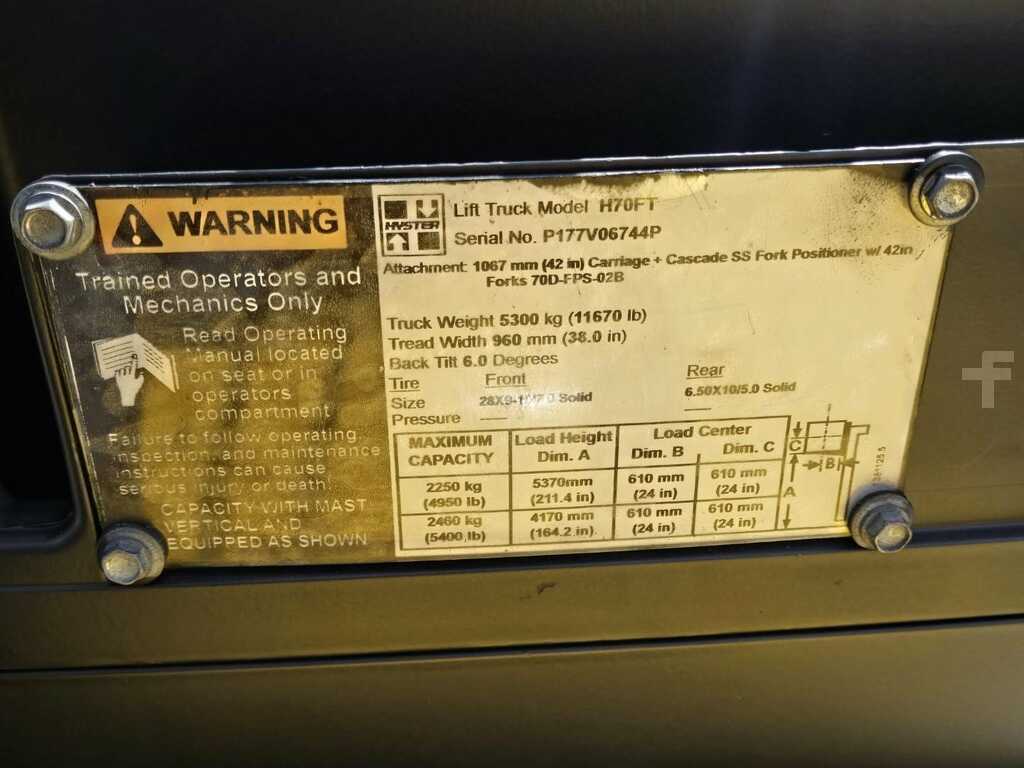 WARNING
Trained Operators and
Mechanics Only
Read Operating
Manual located
on seat or in
operators
compartment
Failure to follow operating,
inspection, and maintenance
instructions can cause
serious injury or death!
CAPACITY WITH MAST
VERTICAL AND
EQUIPPED AS SHOWN
HYSTER
Lift Truck Model H70FT
Serial No. P177V06744P
Attachment: 1067 mm (42 in) Carriage + Cascade SS Fork Positioner w/ 42in
Forks 70D-FPS-02B
Truck Weight 5300 kg (11670 lb)
Tread Width 960 mm (38.0 in)
Back Tilt 6.0 Degrees
Tire Front Rear
Size Solid 6.50X10/5.0 Solid
Pressure
MAXIMUM CAPACITY Load Height Dim. A Load Center Dim. B Dim. C
2250 kg 5370mm 610 mm 610 mm
(4950 lb) (211.4 in) (24 in) (24 in)
2460 kg 4170 mm 610 mm 610 mm
(5400 lb) (164.2 in) (24 in) (24 in)
C
B
A
f